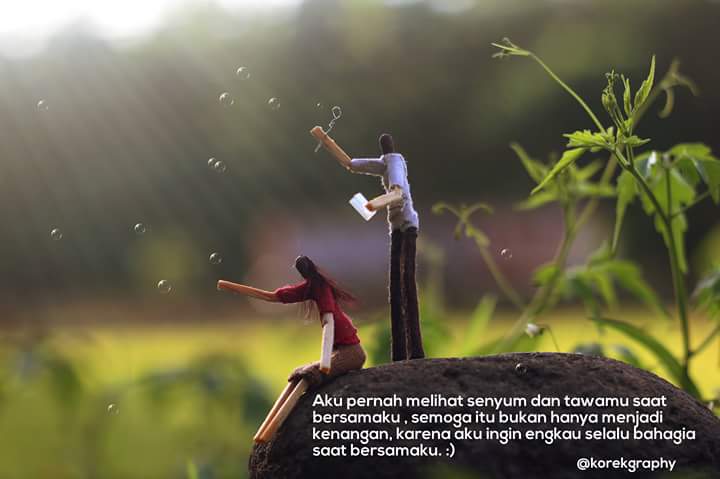 Aku pernah melihat senyum dan tawamu saat
bersamaku , semoga itu bukan hanya menjadi
kenangan, karena aku ingin engkau selalu bahagia
saat bersamaku. :)
@korekgraphy